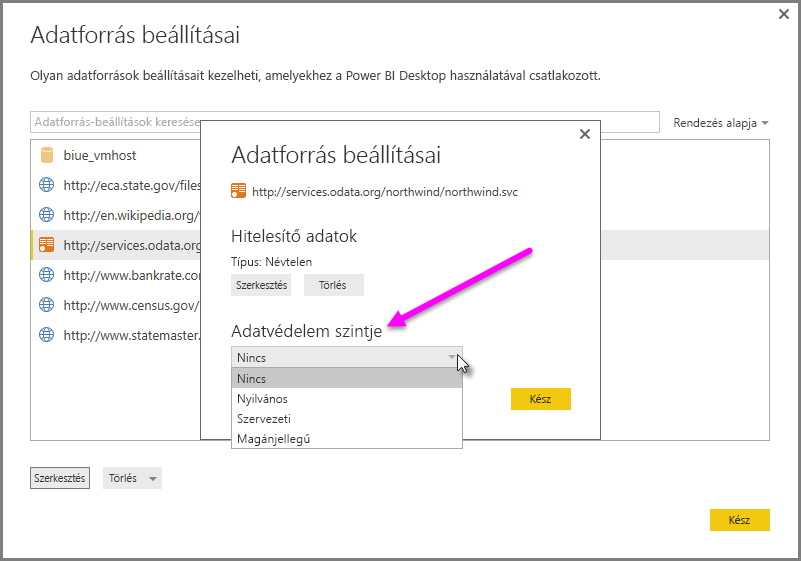 Adatforrás beállításai
Olyan adatforrások beállításait kezelheti, amelyekhez a Power BI Desktop használatával csatlakozott.
Adatforrás-beállítások keresése
Rendezés alapja
biue_vmhost
http://eca.state.gov/files
http://en.wikipedia.org/
http://services.odata.org
http://www.bankrate.co
http://www.census.gov/
http://www.statemaster.
Adatforrás beállításai
http://services.odata.org/northwind/northwind.svc
Hitelesítő adatok
Típus: Névtelen
Szerkesztés
Törlés
Adatvédelem szintje
Nincs
Nincs
Nyilvános
Szervezeti
Magánjellegű
Kész
Szerkesztés
Törlés
Kész